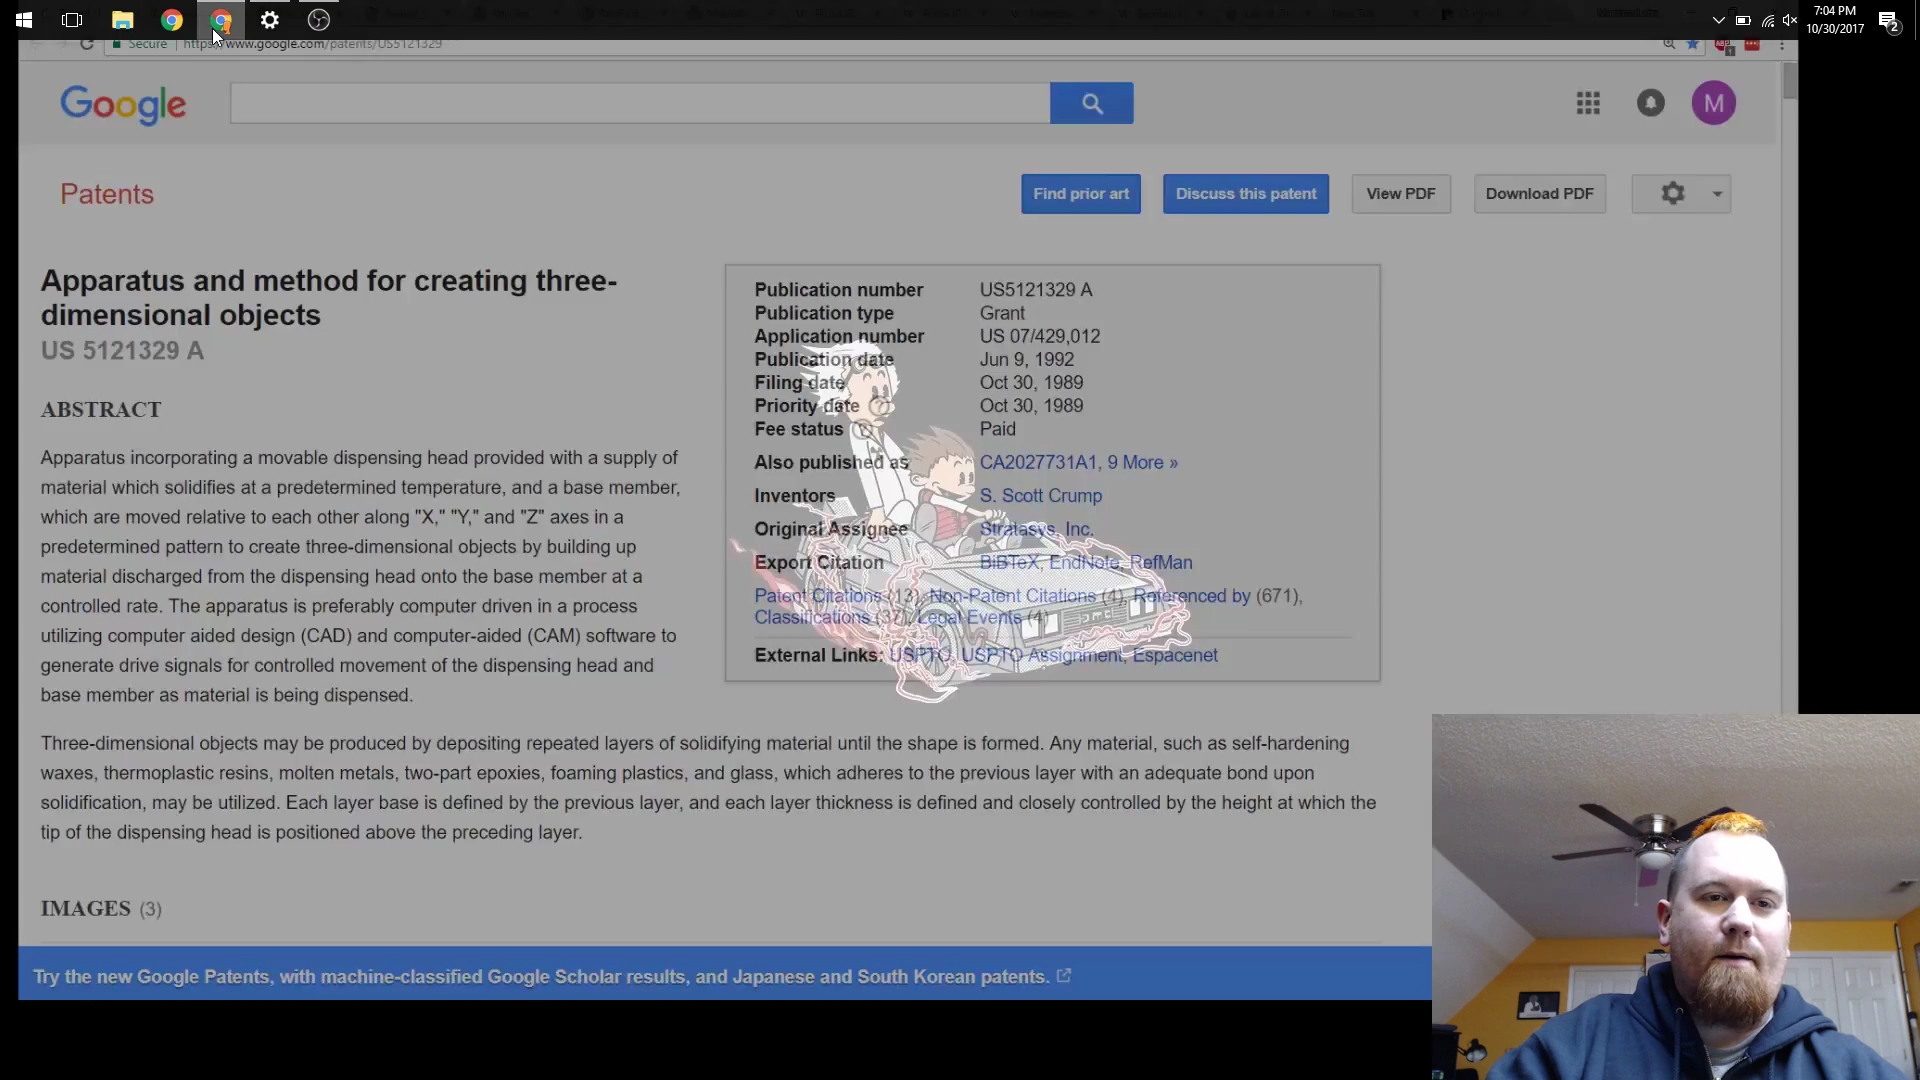 7:04 PM
10/30/2017
2
Secure https://www.google.com/patents/US5121329
Google
M
Patents
Find prior art
Discuss this patent
View PDF
Download PDF
Apparatus and method for creating three-
dimensional objects
US 5121329 A
ABSTRACT
Apparatus incorporating a movable dispensing head provided with a supply of
material which solidifies at a predetermined temperature, and a base member,
which are moved relative to each other along "X," "Y," and "Z" axes in a
predetermined pattern to create three-dimensional objects by building up
material discharged from the dispensing head onto the base member at a
controlled rate. The apparatus is preferably computer driven in a process
utilizing computer aided design (CAD) and computer-aided (CAM) software to
generate drive signals for controlled movement of the dispensing head and
base member as material is being dispensed.
Publication number US5121329 A
Publication type Grant
Application number US 07/429,012
Publication date Jun 9, 1992
Filing date Oct 30, 1989
Priority date Oct 30, 1989
Fee status Paid
Also published as CA2027731A1, 9 More »
Inventors S. Scott Crump
Original Assignee Stratasys, Inc.
Export Citation BiBTeX, EndNote, RefMan
Patent Citations (13), Non-Patent Citations (4), Referenced by (671),
Classifications (37), Legal Events (4)
External Links: USPTO, USPTO Assignment, Espacenet
Three-dimensional objects may be produced by depositing repeated layers of solidifying material until the shape is formed. Any material, such as self-hardening
waxes, thermoplastic resins, molten metals, two-part epoxies, foaming plastics, and glass, which adheres to the previous layer with an adequate bond upon
solidification, may be utilized. Each layer base is defined by the previous layer, and each layer thickness is defined and closely controlled by the height at which the
tip of the dispensing head is positioned above the preceding layer.
IMAGES (3)
Try the new Google Patents, with machine-classified Google Scholar results, and Japanese and South Korean patents.